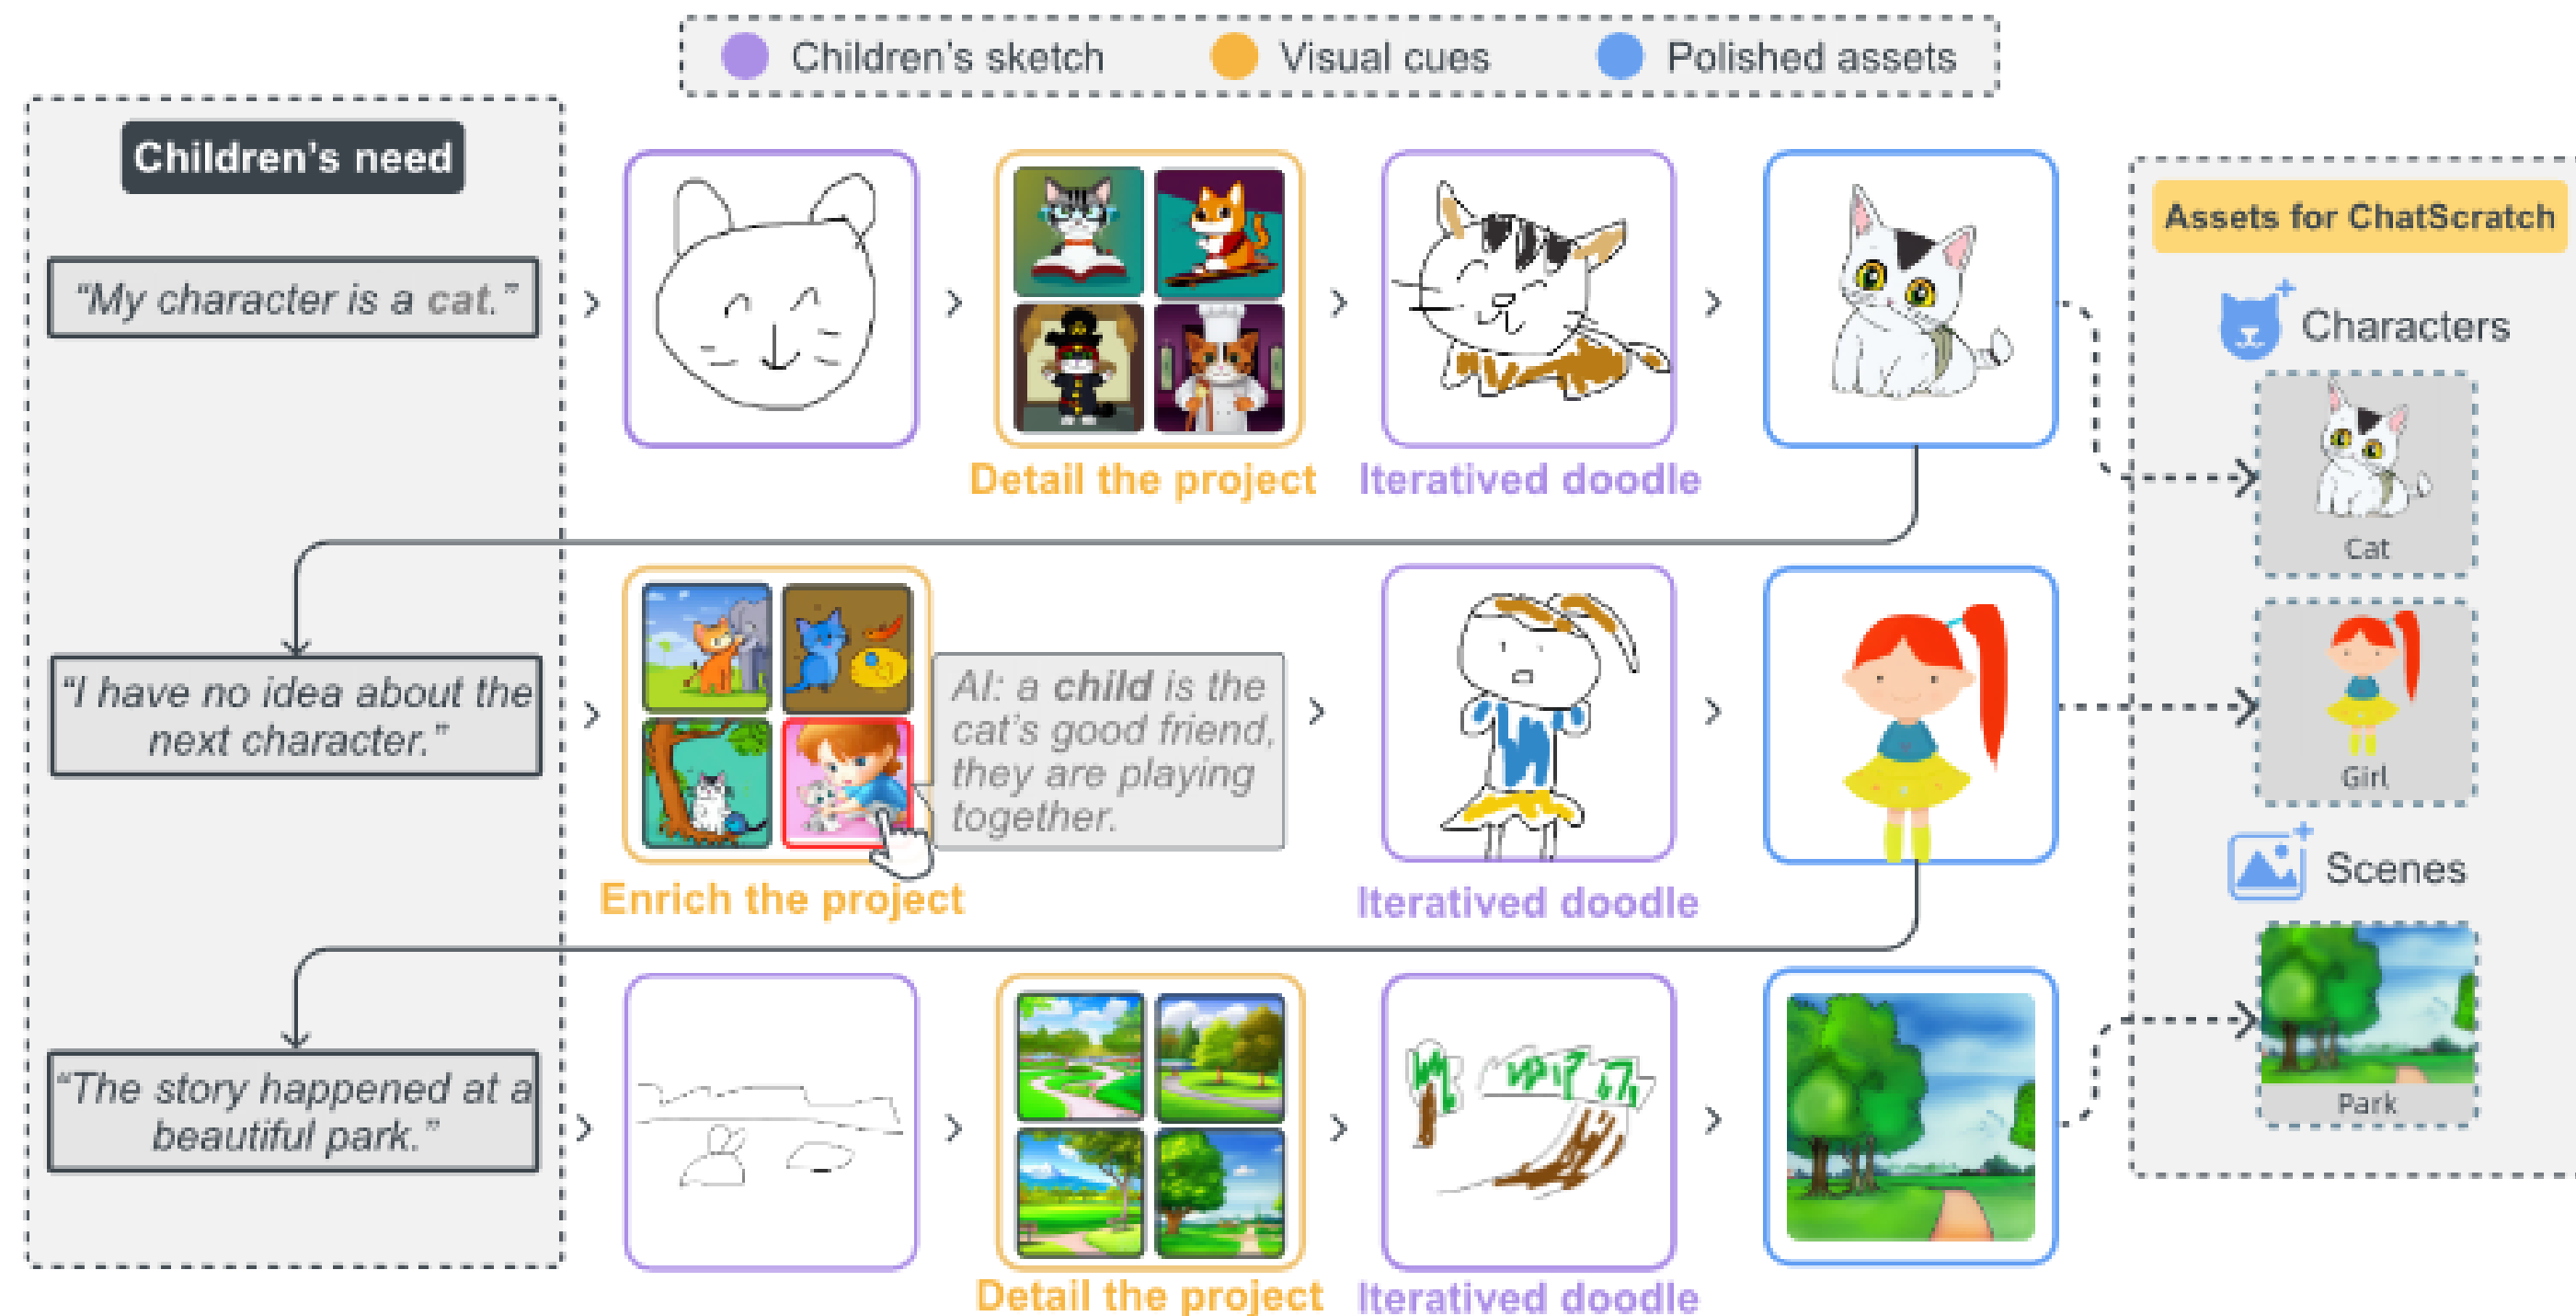 Children's sketch
Visual cues
Polished assets
Children's need
Assets for ChatScratch
"My character is a cat."
Characters
Detail the project
Iteratived doodle
Cat
"I have no idea about the
next character."
AI: a child is the
cat's good friend,
they are playing
together.
Girl
Enrich the project
Iteratived doodle
Scenes
"The story happened at a
beautiful park."
Park
Detail the project
Iteratived doodle